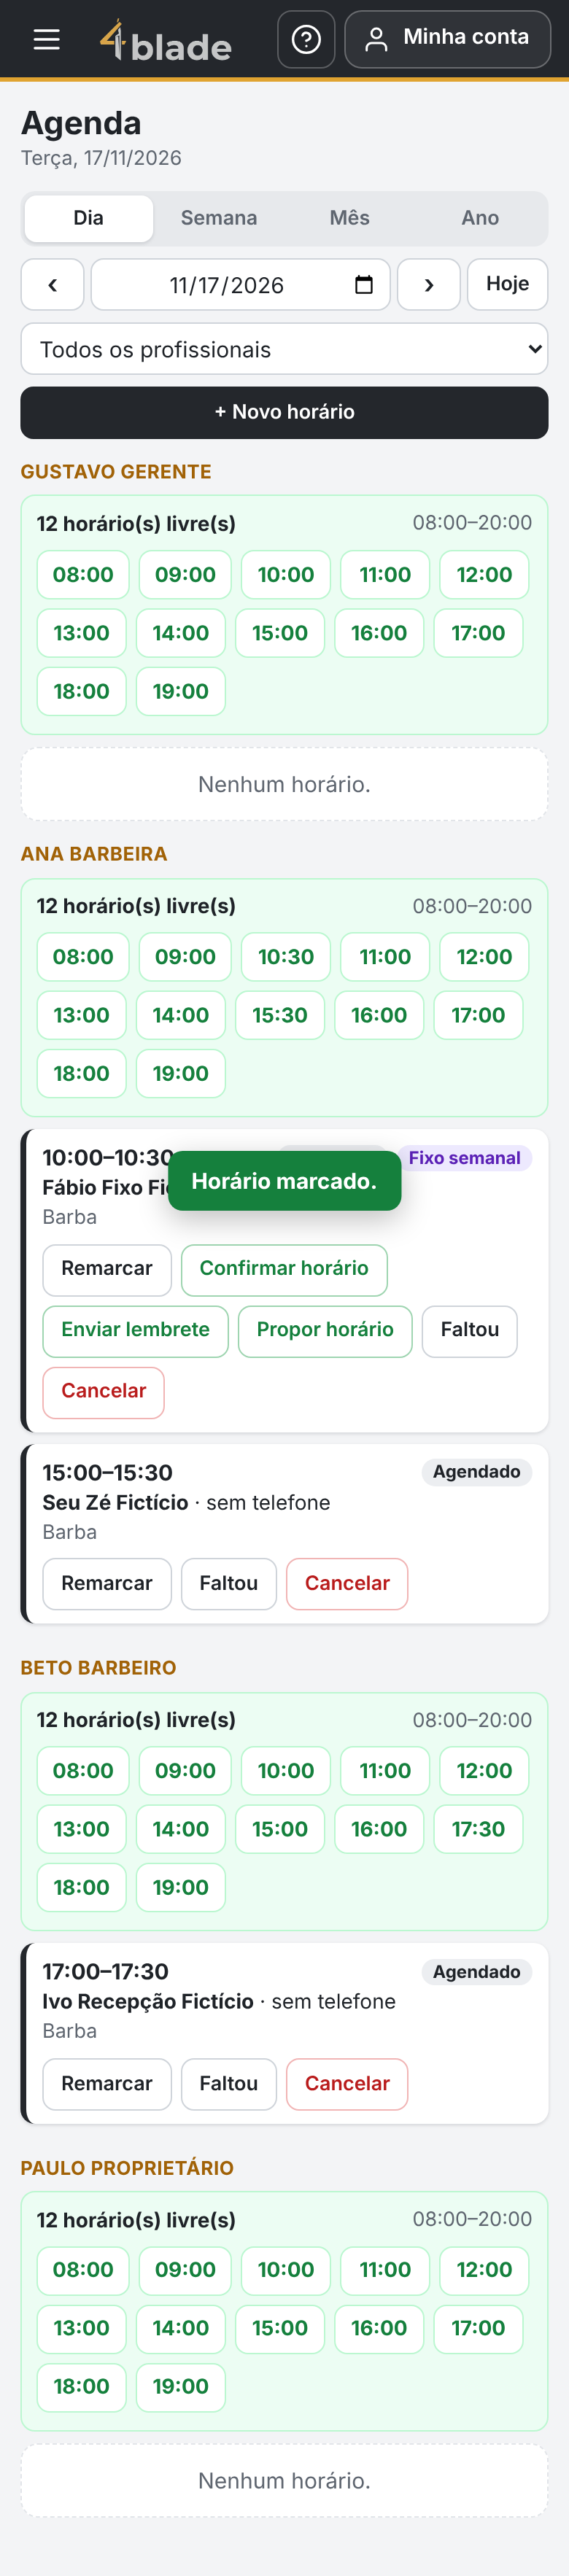 4blade
Minha conta
Agenda
Terça, 17/11/2026
Dia Semana Mês Ano
‹ 11/17/2026 › Hoje
Todos os profissionais
+ Novo horário
GUSTAVO GERENTE
12 horário(s) livre(s) 08:00–20:00
08:00 09:00 10:00 11:00 12:00
13:00 14:00 15:00 16:00 17:00
18:00 19:00
Nenhum horário.
ANA BARBEIRA
12 horário(s) livre(s) 08:00–20:00
08:00 09:00 10:30 11:00 12:00
13:00 14:00 15:30 16:00 17:00
18:00 19:00
10:00–10:30 Fixo semanal
Horário marcado.
Fábio Fixo
Barba
Remarcar Confirmar horário
Enviar lembrete Propor horário Faltou
Cancelar
15:00–15:30 Agendado
Seu Zé Fictício · sem telefone
Barba
Remarcar Faltou Cancelar
BETO BARBEIRO
12 horário(s) livre(s) 08:00–20:00
08:00 09:00 10:00 11:00 12:00
13:00 14:00 15:00 16:00 17:30
18:00 19:00
17:00–17:30 Agendado
Ivo Recepção Fictício · sem telefone
Barba
Remarcar Faltou Cancelar
PAULO PROPRIETÁRIO
12 horário(s) livre(s) 08:00–20:00
08:00 09:00 10:00 11:00 12:00
13:00 14:00 15:00 16:00 17:00
18:00 19:00
Nenhum horário.